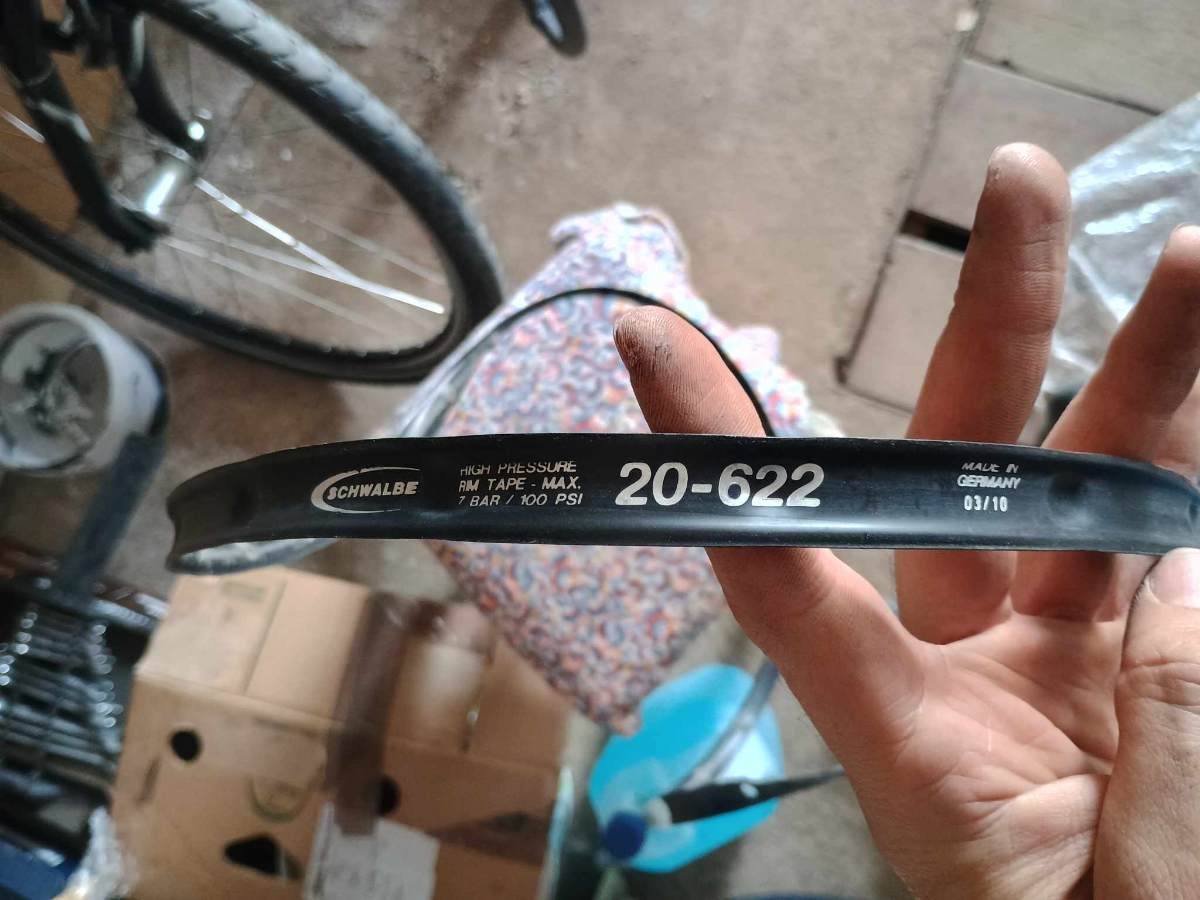 SCHWALBE
HIGH PRESSURE
RIM TAPE - MAX.
7 BAR / 100 PSI
20-622
MADE IN
GERMANY
03/10